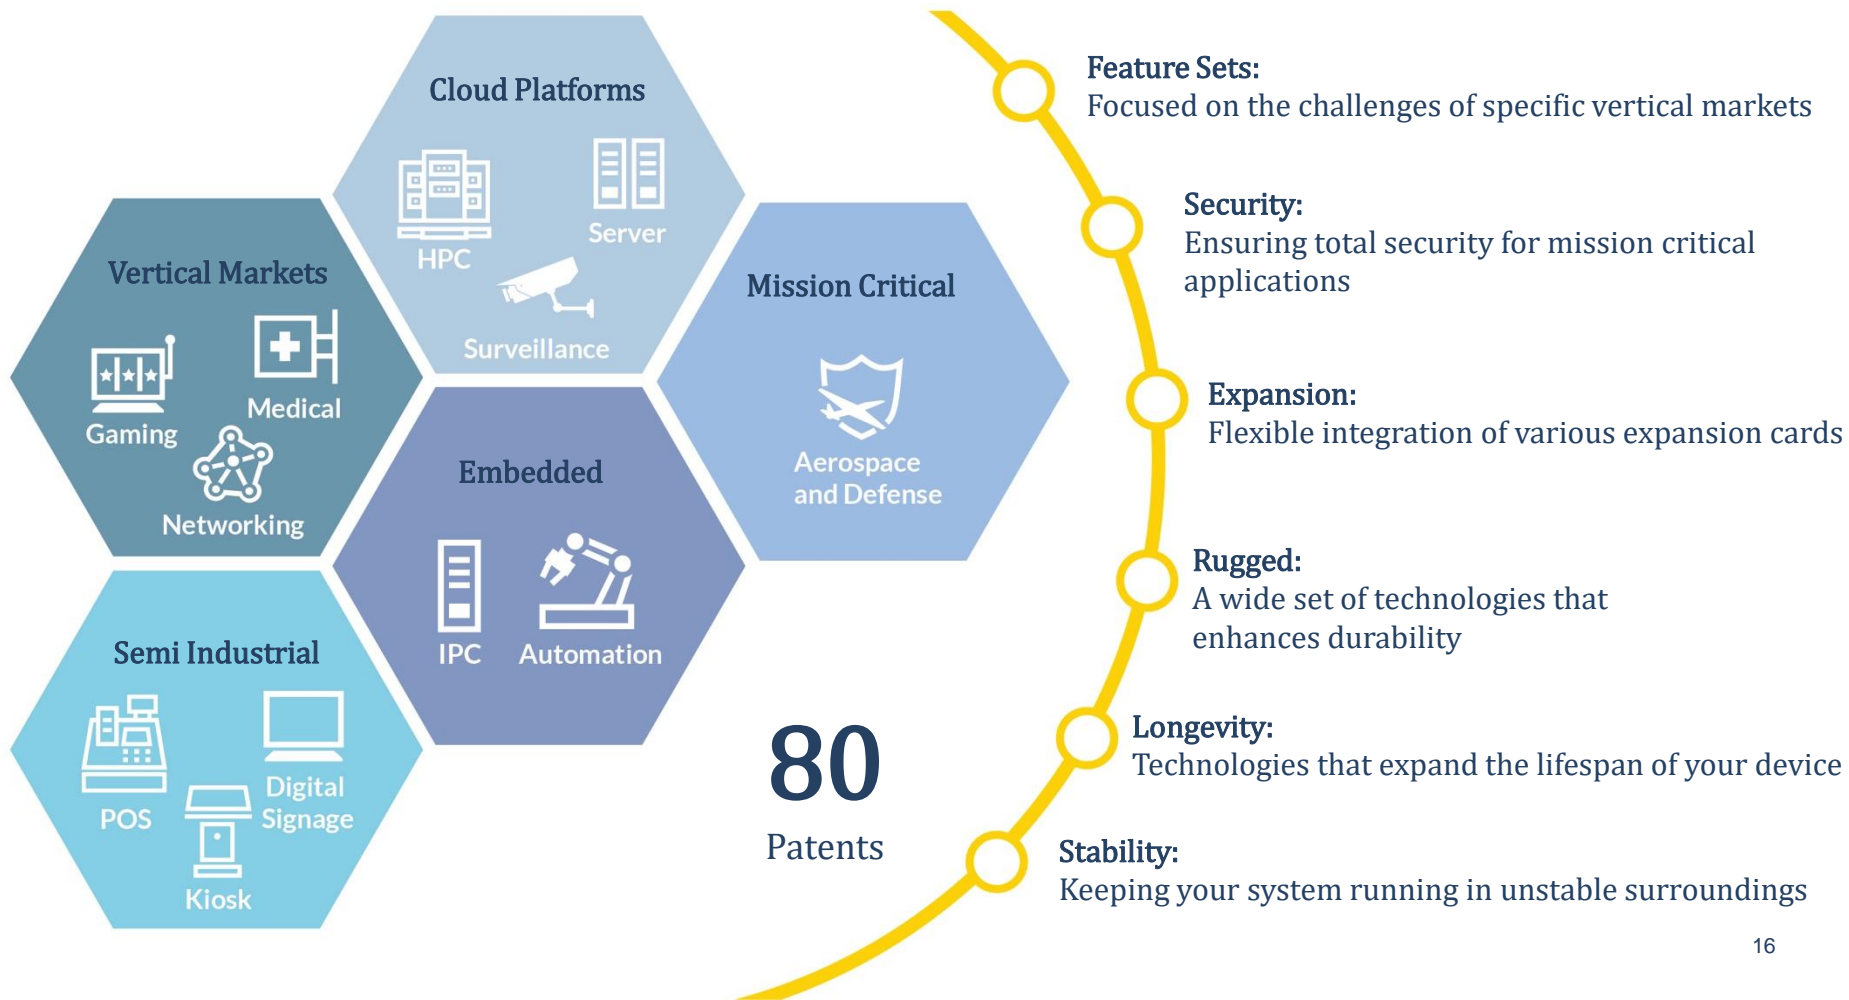 Cloud Platforms
HPC
Server
Surveillance
Vertical Markets
Gaming
Medical
Networking
Mission Critical
Aerospace
and Defense
Embedded
IPC
Automation
Semi Industrial
POS
Digital
Signage
Kiosk
80
Patents
Feature Sets:
Focused on the challenges of specific vertical markets
Security:
Ensuring total security for mission critical
applications
Expansion:
Flexible integration of various expansion cards
Rugged:
A wide set of technologies that
enhances durability
Longevity:
Technologies that expand the lifespan of your device
Stability:
Keeping your system running in unstable surroundings
16